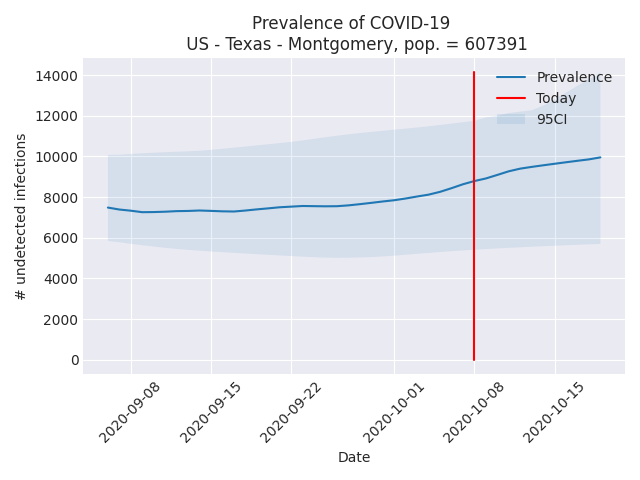 Prevalence of COVID-19
US - Texas - Montgomery, pop. = 607391
Prevalence
Today
95CI
# undetected infections
14000
12000
10000
8000
6000
4000
2000
0
2020-09-08
2020-09-15
2020-09-22
2020-10-01
2020-10-08
2020-10-15
Date